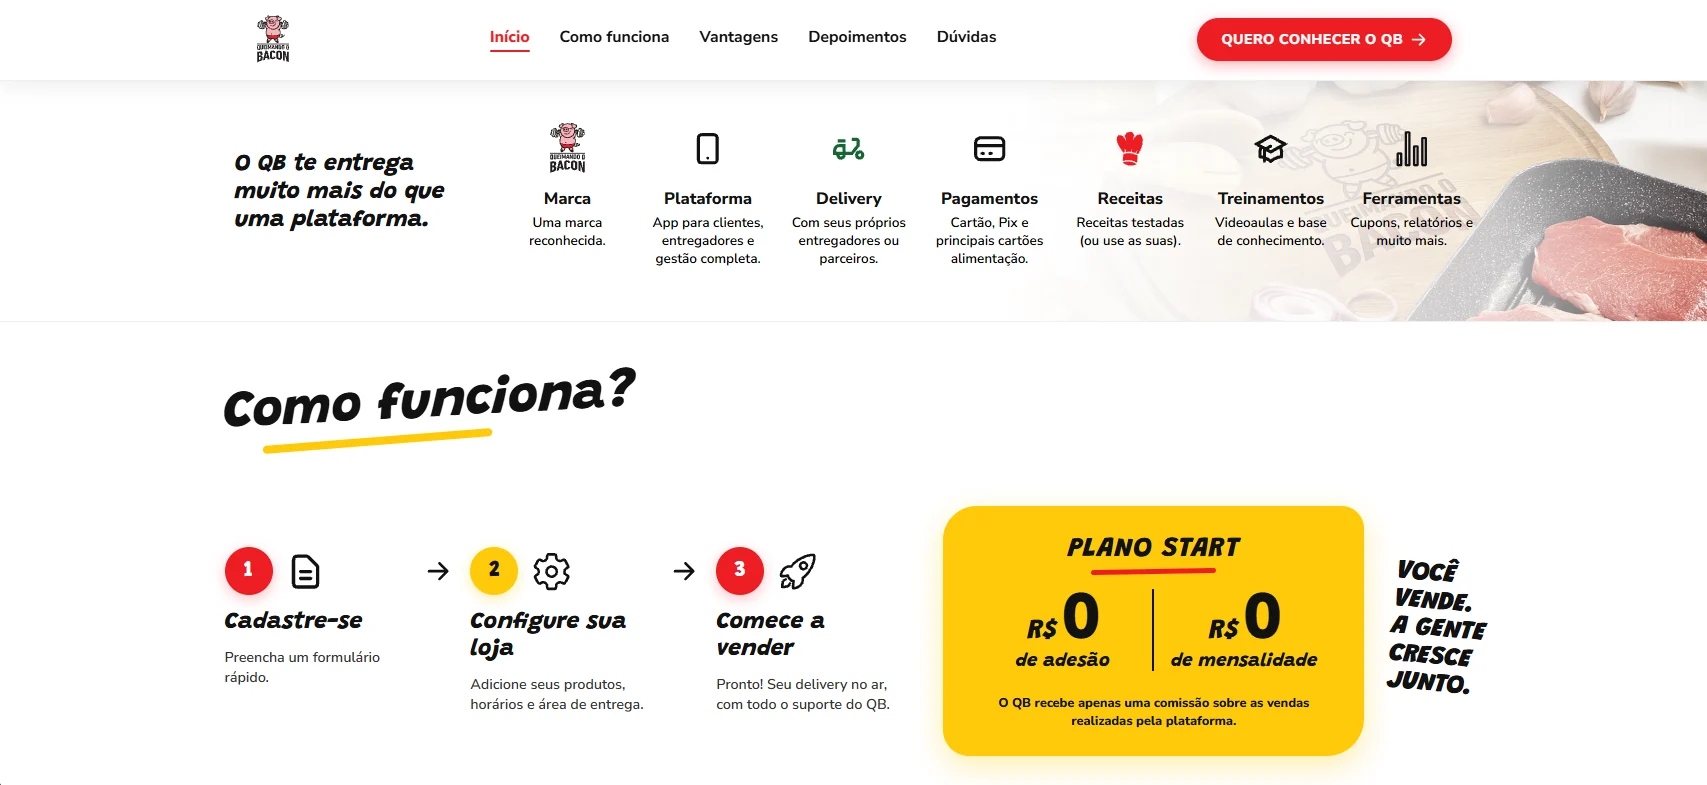 QUEIMANDO O
BACON
Início
Como funciona
Vantagens
Depoimentos
Dúvidas
QUERO CONHECER O QB
O QB te entrega
muito mais do que
uma plataforma.
QUEIMANDO O
BACON
Marca
Uma marca
reconhecida.
Plataforma
App para clientes,
entregadores e
gestão completa.
Delivery
Com seus próprios
entregadores ou
parceiros.
Pagamentos
Cartão, Pix e
principais cartões
alimentação.
Receitas
Receitas testadas
(ou use as suas).
Treinamentos
Videoaulas e base
de conhecimento.
Ferramentas
Cupons, relatórios e
muito mais.
QUEIMANDO O
BACON
Como funciona?
1
Cadastre-se
Preencha um formulário
rápido.
2
Configure sua
loja
Adicione seus produtos,
horários e área de entrega.
3
Comece a
vender
Pronto! Seu delivery no ar,
com todo o suporte do QB.
PLANO START
R$ 0
de adesão
R$ 0
de mensalidade
O QB recebe apenas uma comissão sobre as vendas
realizadas pela plataforma.
VOCÊ
VENDE.
A GENTE
CRESCE
JUNTO.